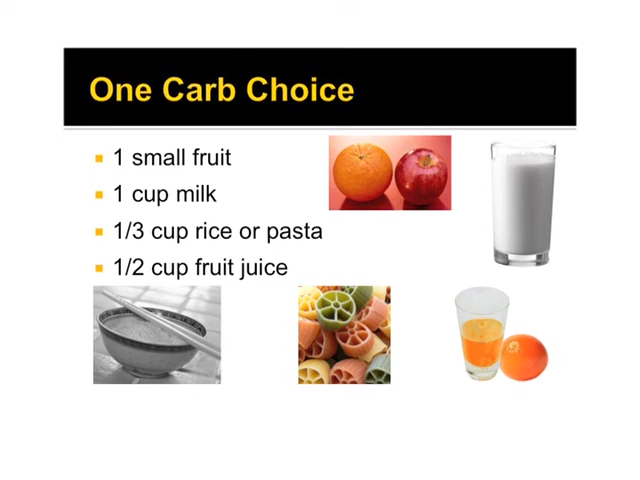 One Carb Choice
1 small fruit
1 cup milk
1/3 cup rice or pasta
1/2 cup fruit juice